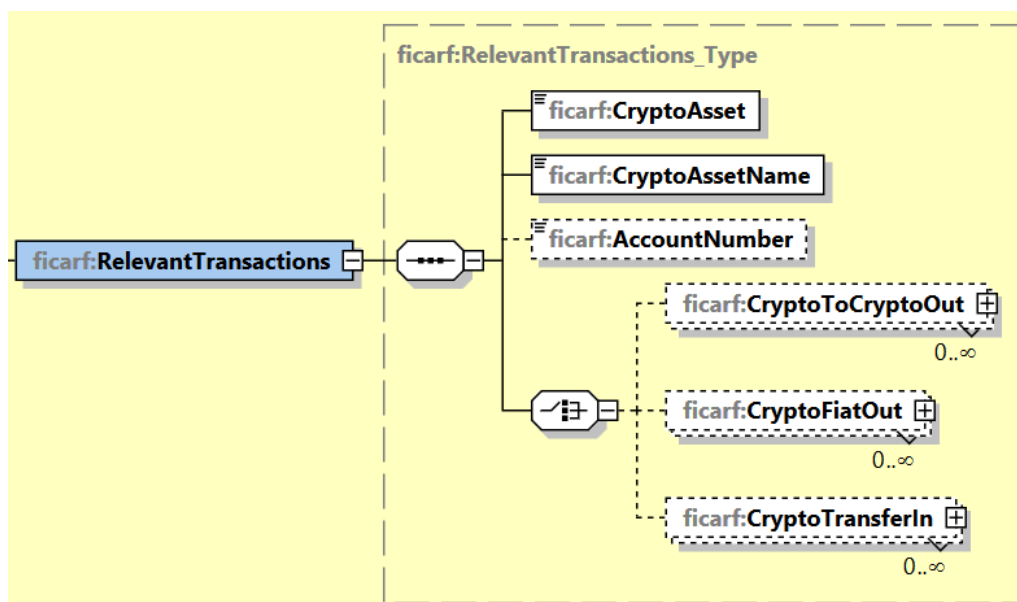 ficarf:RelevantTransactions_Type
ficarf:CryptoAsset
ficarf:CryptoAssetName
ficarf:AccountNumber
ficarf:RelevantTransactions
ficarf:CryptoToCryptoOut
0..∞
ficarf:CryptoFiatOut
0..∞
ficarf:CryptoTransferIn
0..∞